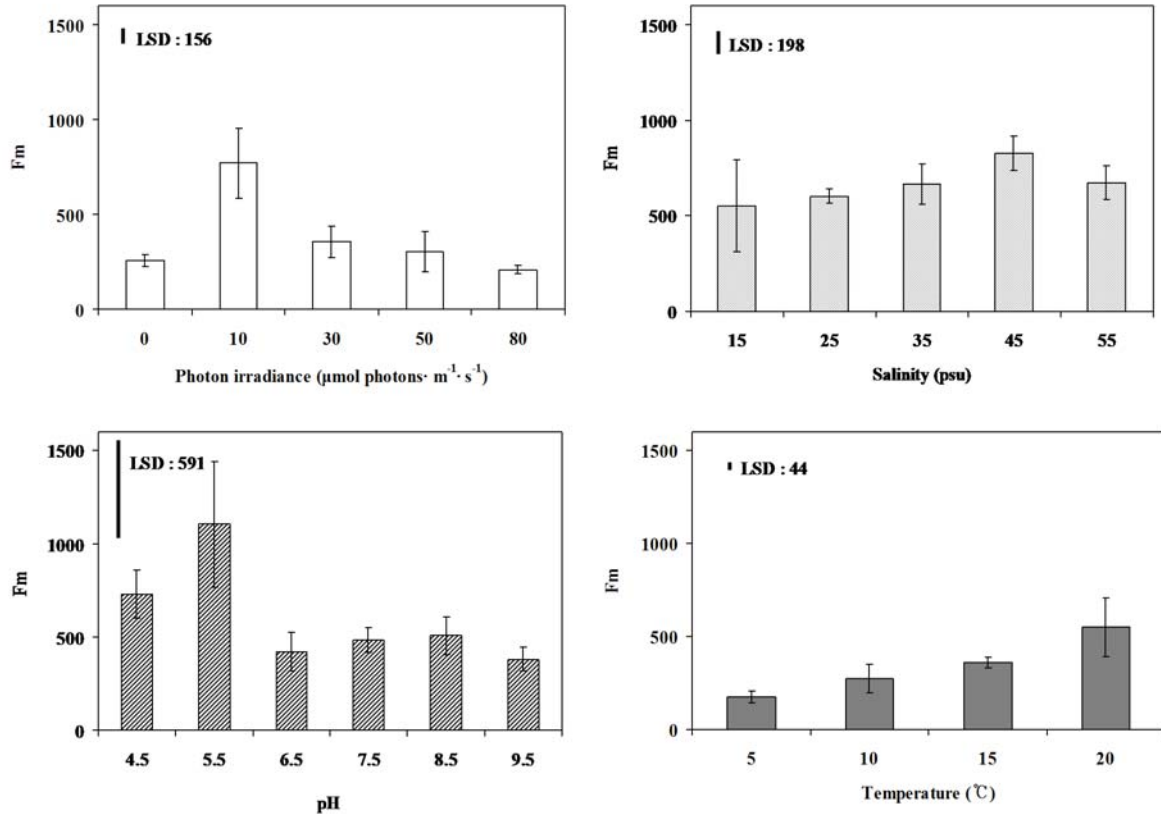 1500
LSD : 156
1000
Fm
500
0
0 10 30 50 80
Photon irradiance (μmol photons· m⁻¹· s⁻¹)
1500
LSD : 198
1000
Fm
500
0
15 25 35 45 55
Salinity (psu)
1500
LSD : 591
1000
Fm
500
0
4.5 5.5 6.5 7.5 8.5 9.5
pH
1500
LSD : 44
1000
Fm
500
0
5 10 15 20
Temperature (℃)